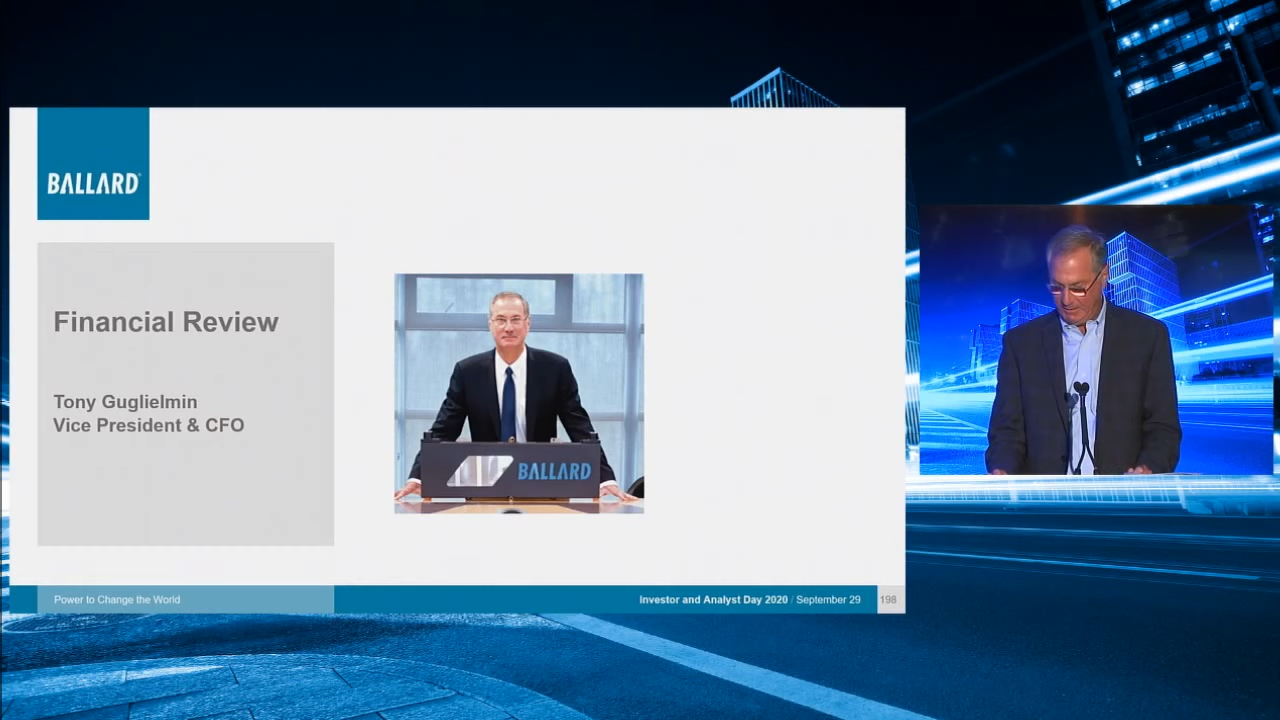 BALLARD
Financial Review
Tony Guglielmin
Vice President & CFO
BALLARD
Power to Change the World
Investor and Analyst Day 2020 / September 29
198